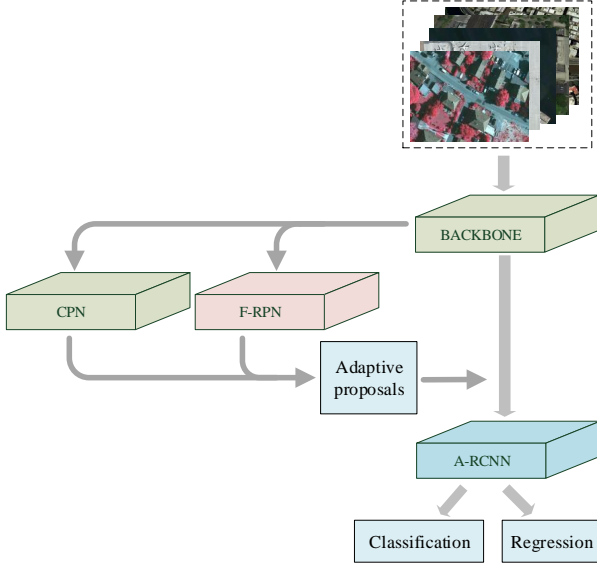 BACKBONE
CPN
F-RPN
Adaptive
proposals
A-RCNN
Classification
Regression